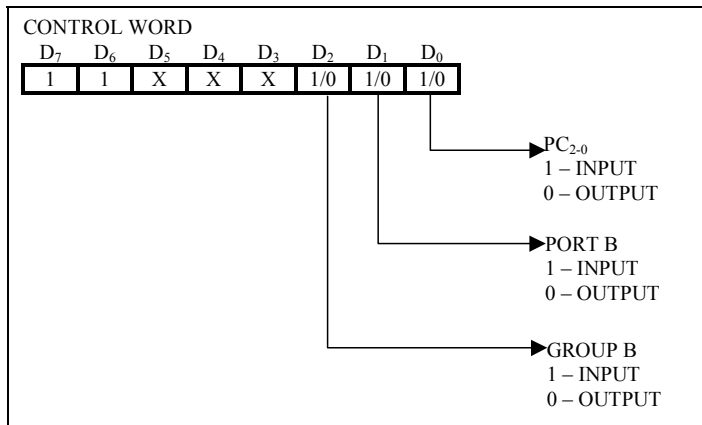 CONTROL WORD
D₇ D₆ D₅ D₄ D₃ D₂ D₁ D₀
1 1 X X X 1/0 1/0 1/0
PC₂₋₀
1 – INPUT
0 – OUTPUT
PORT B
1 – INPUT
0 – OUTPUT
GROUP B
1 – INPUT
0 – OUTPUT